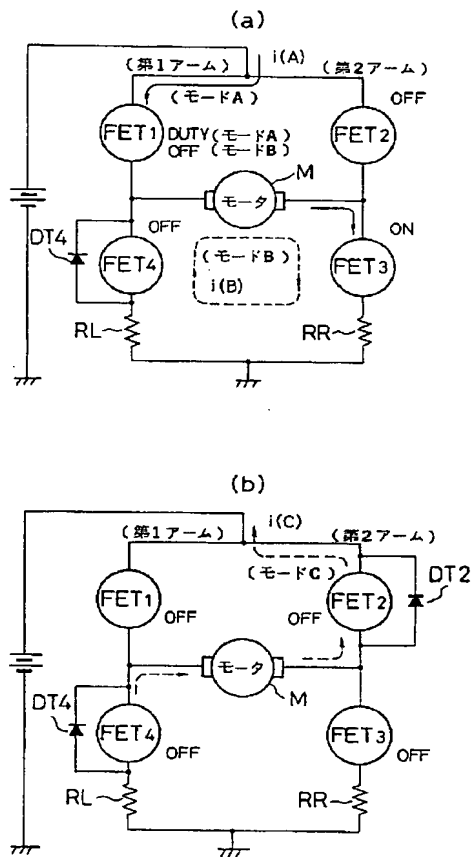 (a)
i(A)
(第1アーム)
(第2アーム)
(モードA)
OFF
FET1
DUTY(モードA)
OFF (モードB)
FET2
M
モータ
OFF
ON
DT4
FET4
(モードB)
i(B)
FET3
RL
RR
(b)
i(C)
(第1アーム)
(第2アーム)
(モードC)
DT2
FET1
OFF
FET2
OFF
モータ
M
DT4
FET4
OFF
FET3
OFF
RL
RR